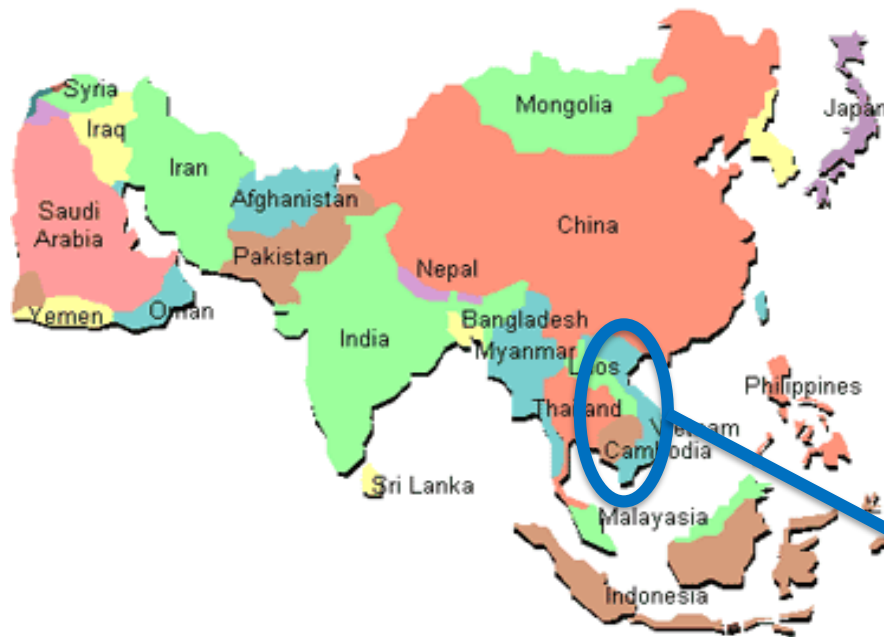 Syria
Iraq
Iran
Saudi
Arabia
Yemen
Oman
Afghanistan
Pakistan
Nepal
India
Sri Lanka
Bangladesh
Myanmar
Mongolia
China
Japan
Laos
Thailand
Vietnam
Cambodia
Philippines
Malayasia
Indonesia